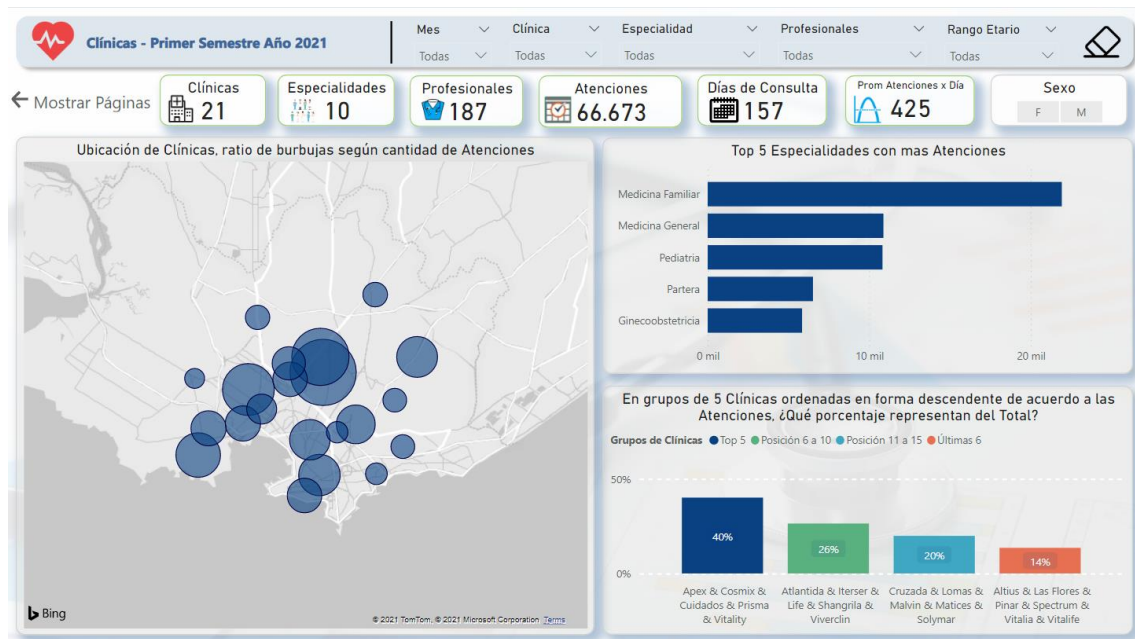 Clínicas - Primer Semestre Año 2021
Mes
Todas
Clínica
Todas
Especialidad
Todas
Profesionales
Todas
Rango Etario
Todas
Mostrar Páginas
Clínicas
21
Especialidades
10
Profesionales
187
Atenciones
66.673
Días de Consulta
157
Prom Atenciones x Día
425
Sexo
F M
Ubicación de Clínicas, ratio de burbujas según cantidad de Atenciones
Bing
© 2021 TomTom, © 2021 Microsoft Corporation Terms
Top 5 Especialidades con mas Atenciones
Medicina Familiar
Medicina General
Pediatria
Partera
Ginecoobstetricia
0 mil 10 mil 20 mil
En grupos de 5 Clínicas ordenadas en forma descendente de acuerdo a las
Atenciones, ¿Qué porcentaje representan del Total?
Grupos de Clínicas Top 5 Posición 6 a 10 Posición 11 a 15 Últimas 6
50%
0%
40%
26%
20%
14%
Apex & Cosmix &
Cuidados & Prisma
& Vitality
Atlantida & Iterser &
Life & Shangrila &
Viverclin
Cruzada & Lomas &
Malvin & Matices &
Solymar
Altius & Las Flores &
Pinar & Spectrum &
Vitalia & Vitalife